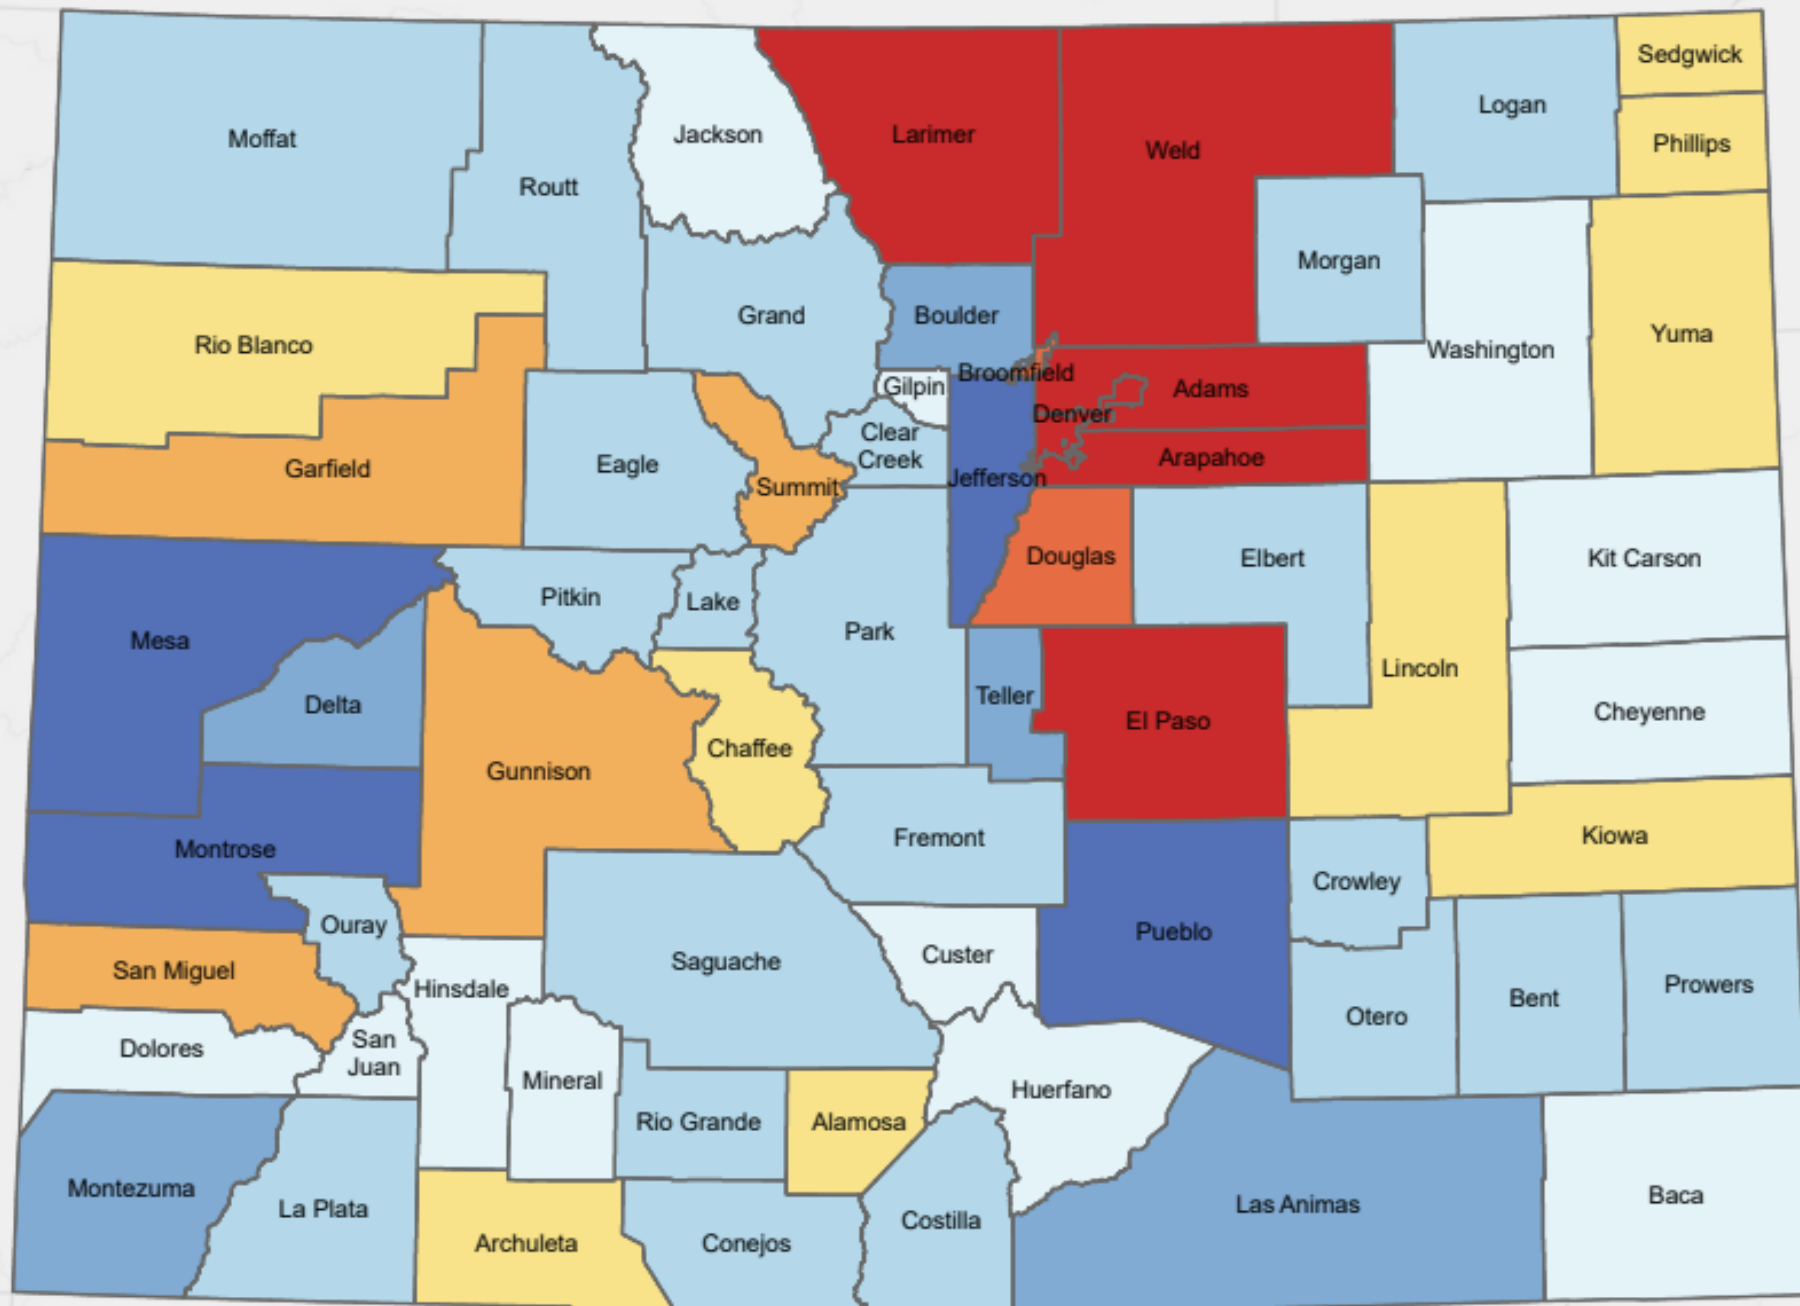 Sedgwick
Logan
Moffat
Jackson
Larimer
Weld
Phillips
Routt
Morgan
Grand
Boulder
Rio Blanco
Washington
Yuma
Broomfield
Gilpin
Adams
Denver
Clear
Creek
Garfield
Eagle
Arapahoe
Summit
Jefferson
Douglas
Elbert
Kit Carson
Pitkin
Lake
Mesa
Park
Lincoln
Delta
Teller
El Paso
Cheyenne
Gunnison
Chaffee
Montrose
Fremont
Kiowa
Crowley
Ouray
Pueblo
San Miguel
Saguache
Custer
Hinsdale
Otero
Bent
Prowers
Dolores
San
Juan
Mineral
Huerfano
Rio Grande
Alamosa
Montezuma
La Plata
Archuleta
Conejos
Costilla
Las Animas
Baca